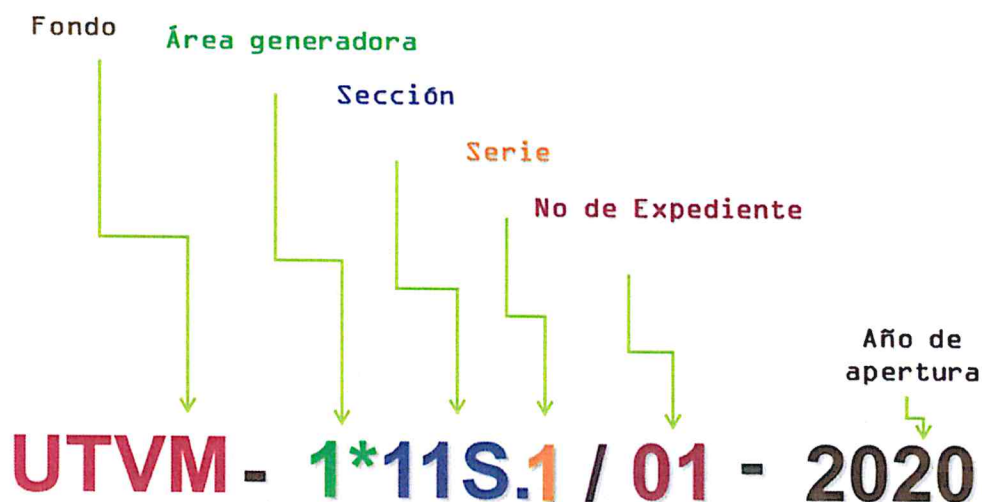 Fondo
Área generadora
Sección
Serie
No de Expediente
Año de
apertura
UTVM - 1*11S.1 / 01 - 2020